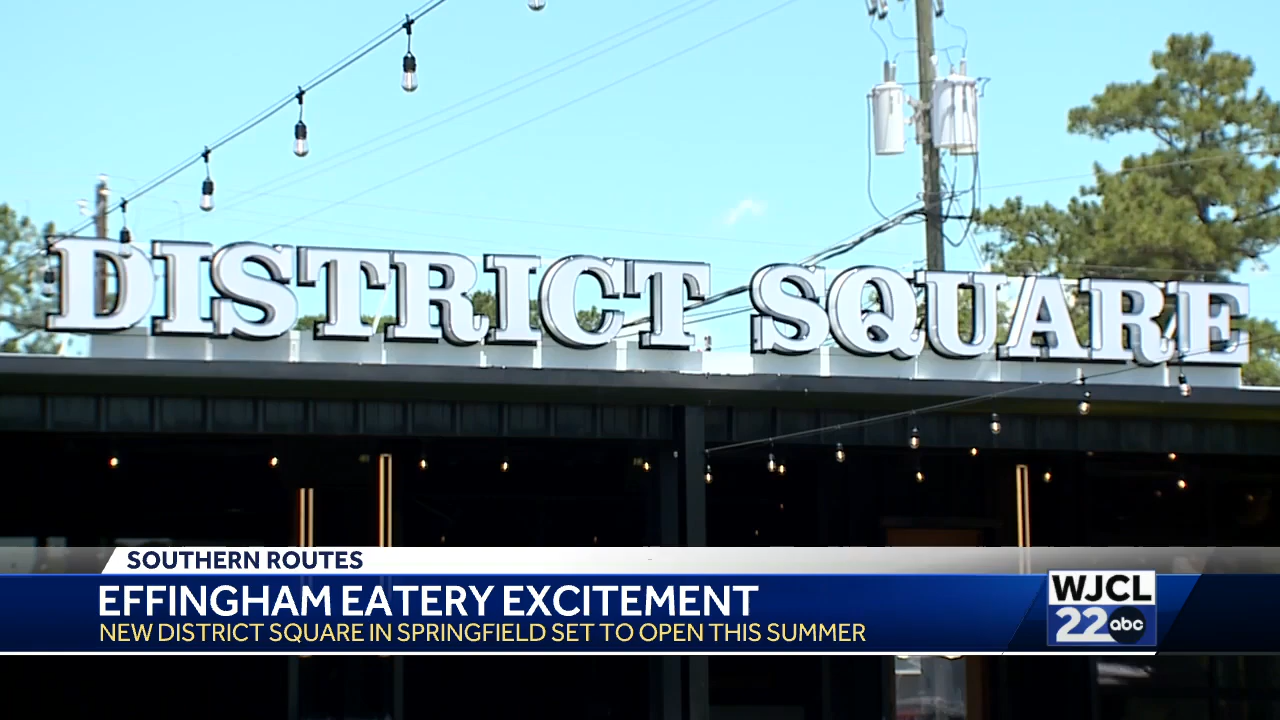 DISTRICT SQUARE
SOUTHERN ROUTES
EFFINGHAM EATERY EXCITEMENT
NEW DISTRICT SQUARE IN SPRINGFIELD SET TO OPEN THIS SUMMER
WJCL
22 abc